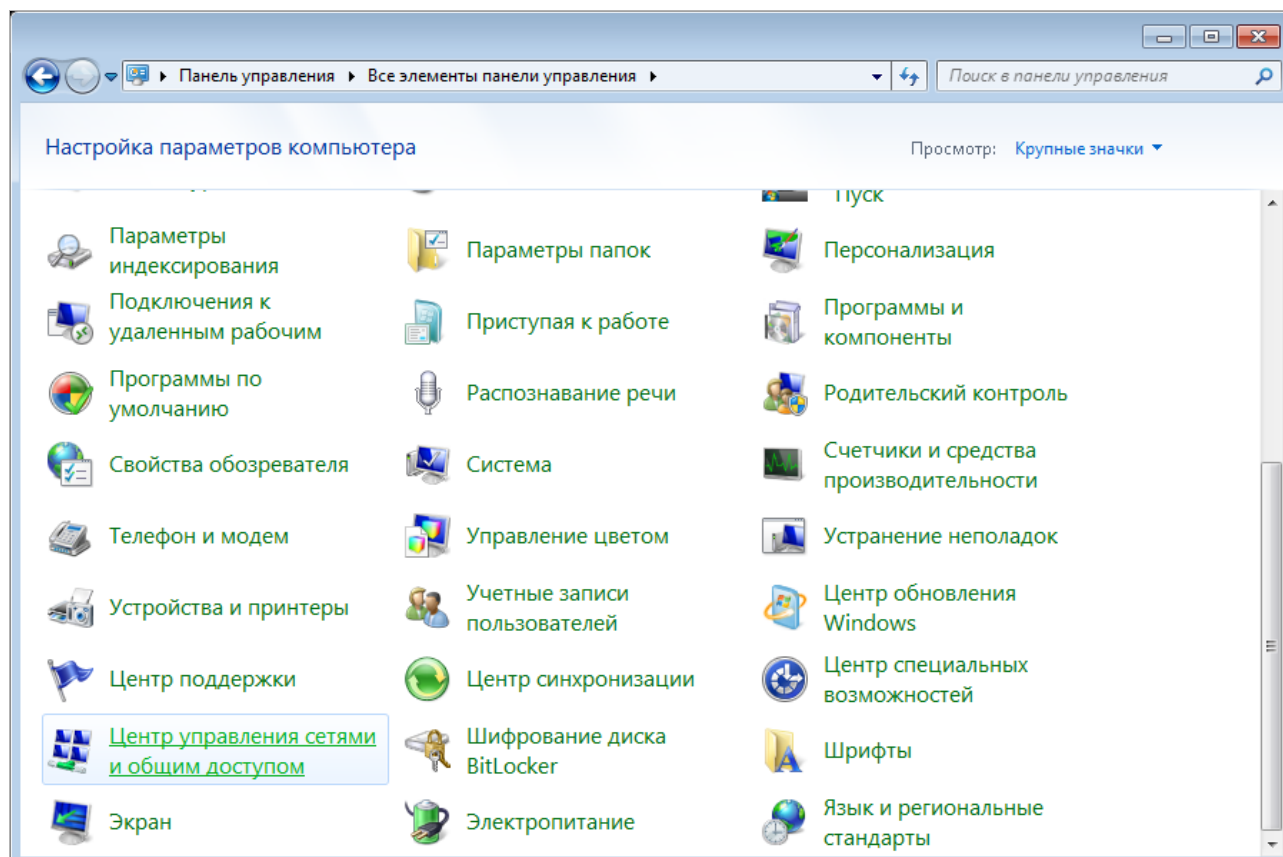 Панель управления
Все элементы панели управления
Поиск в панели управления
Настройка параметров компьютера
Просмотр:
Крупные значки
Пуск
Параметры
индексирования
Параметры папок
Персонализация
Подключения к
удаленным рабочим
Приступая к работе
Программы и
компоненты
Программы по
умолчанию
Распознавание речи
Родительский контроль
Свойства обозревателя
Система
Счетчики и средства
производительности
Телефон и модем
Управление цветом
Устранение неполадок
Устройства и принтеры
Учетные записи
пользователей
Центр обновления
Windows
Центр поддержки
Центр синхронизации
Центр специальных
возможностей
Центр управления сетями
и общим доступом
Шифрование диска
BitLocker
Шрифты
Экран
Электропитание
Язык и региональные
стандарты